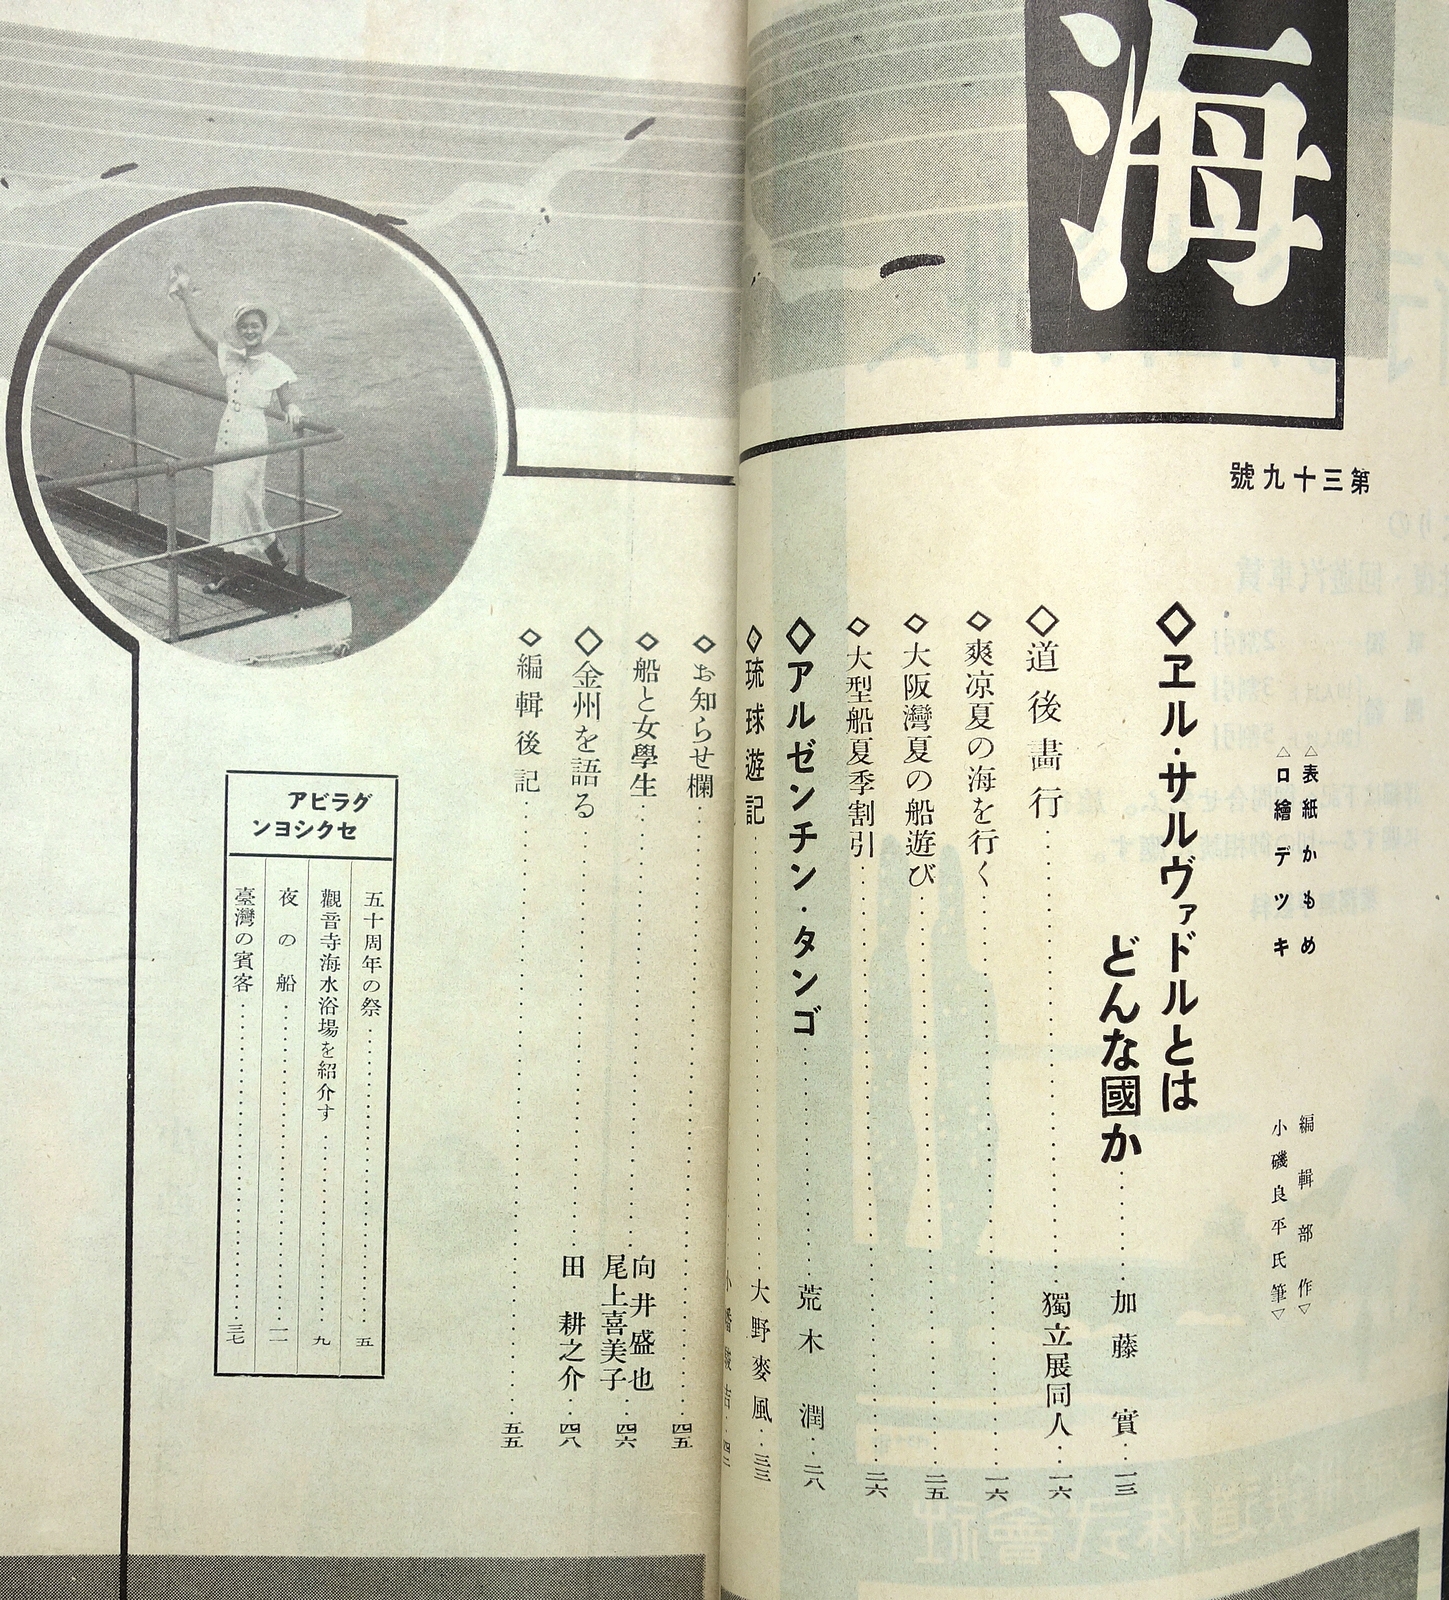 海
第三十九號
△表紙かもめ 編輯部作▽
△口繪デツキ 小磯良平氏筆▽
◇ヱル・サルヴァドルとは
どんな國か 加藤實 一三
◇道後畫行 獨立展同人 一六
◇爽凉夏の海を行く 一六
◇大阪灣夏の船遊び 二五
◇大型船夏季割引 二六
◇アルゼンチン・タンゴ 荒木潤 二八
◇琉球遊記 大野麥風 三三
◇お知らせ欄 四五
◇船と女學生 向井盛也 尾上喜美子 四六
◇金州を語る 田耕之介 四八
◇編輯後記 五五
グラビア
セクシヨン
五十周年の祭 五
觀音寺海水浴場を紹介す 九
夜の船 一一
臺灣の賓客 三七